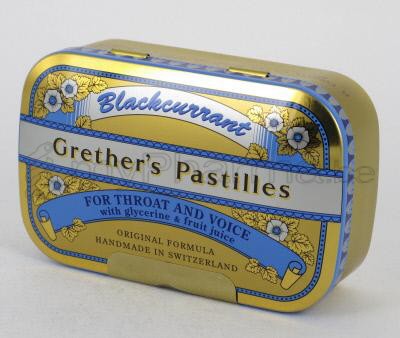 Blackcurrant
Grether's Pastilles
FOR THROAT AND VOICE
with glycerine & fruit juice
ORIGINAL FORMULA
HANDMADE IN SWITZERLAND